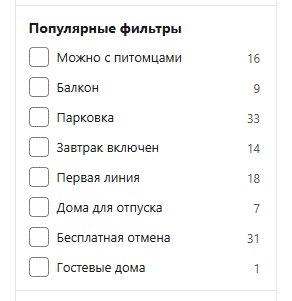 Популярные фильтры
Можно с питомцами 16
Балкон 9
Парковка 33
Завтрак включен 14
Первая линия 18
Дома для отпуска 7
Бесплатная отмена 31
Гостевые дома 1